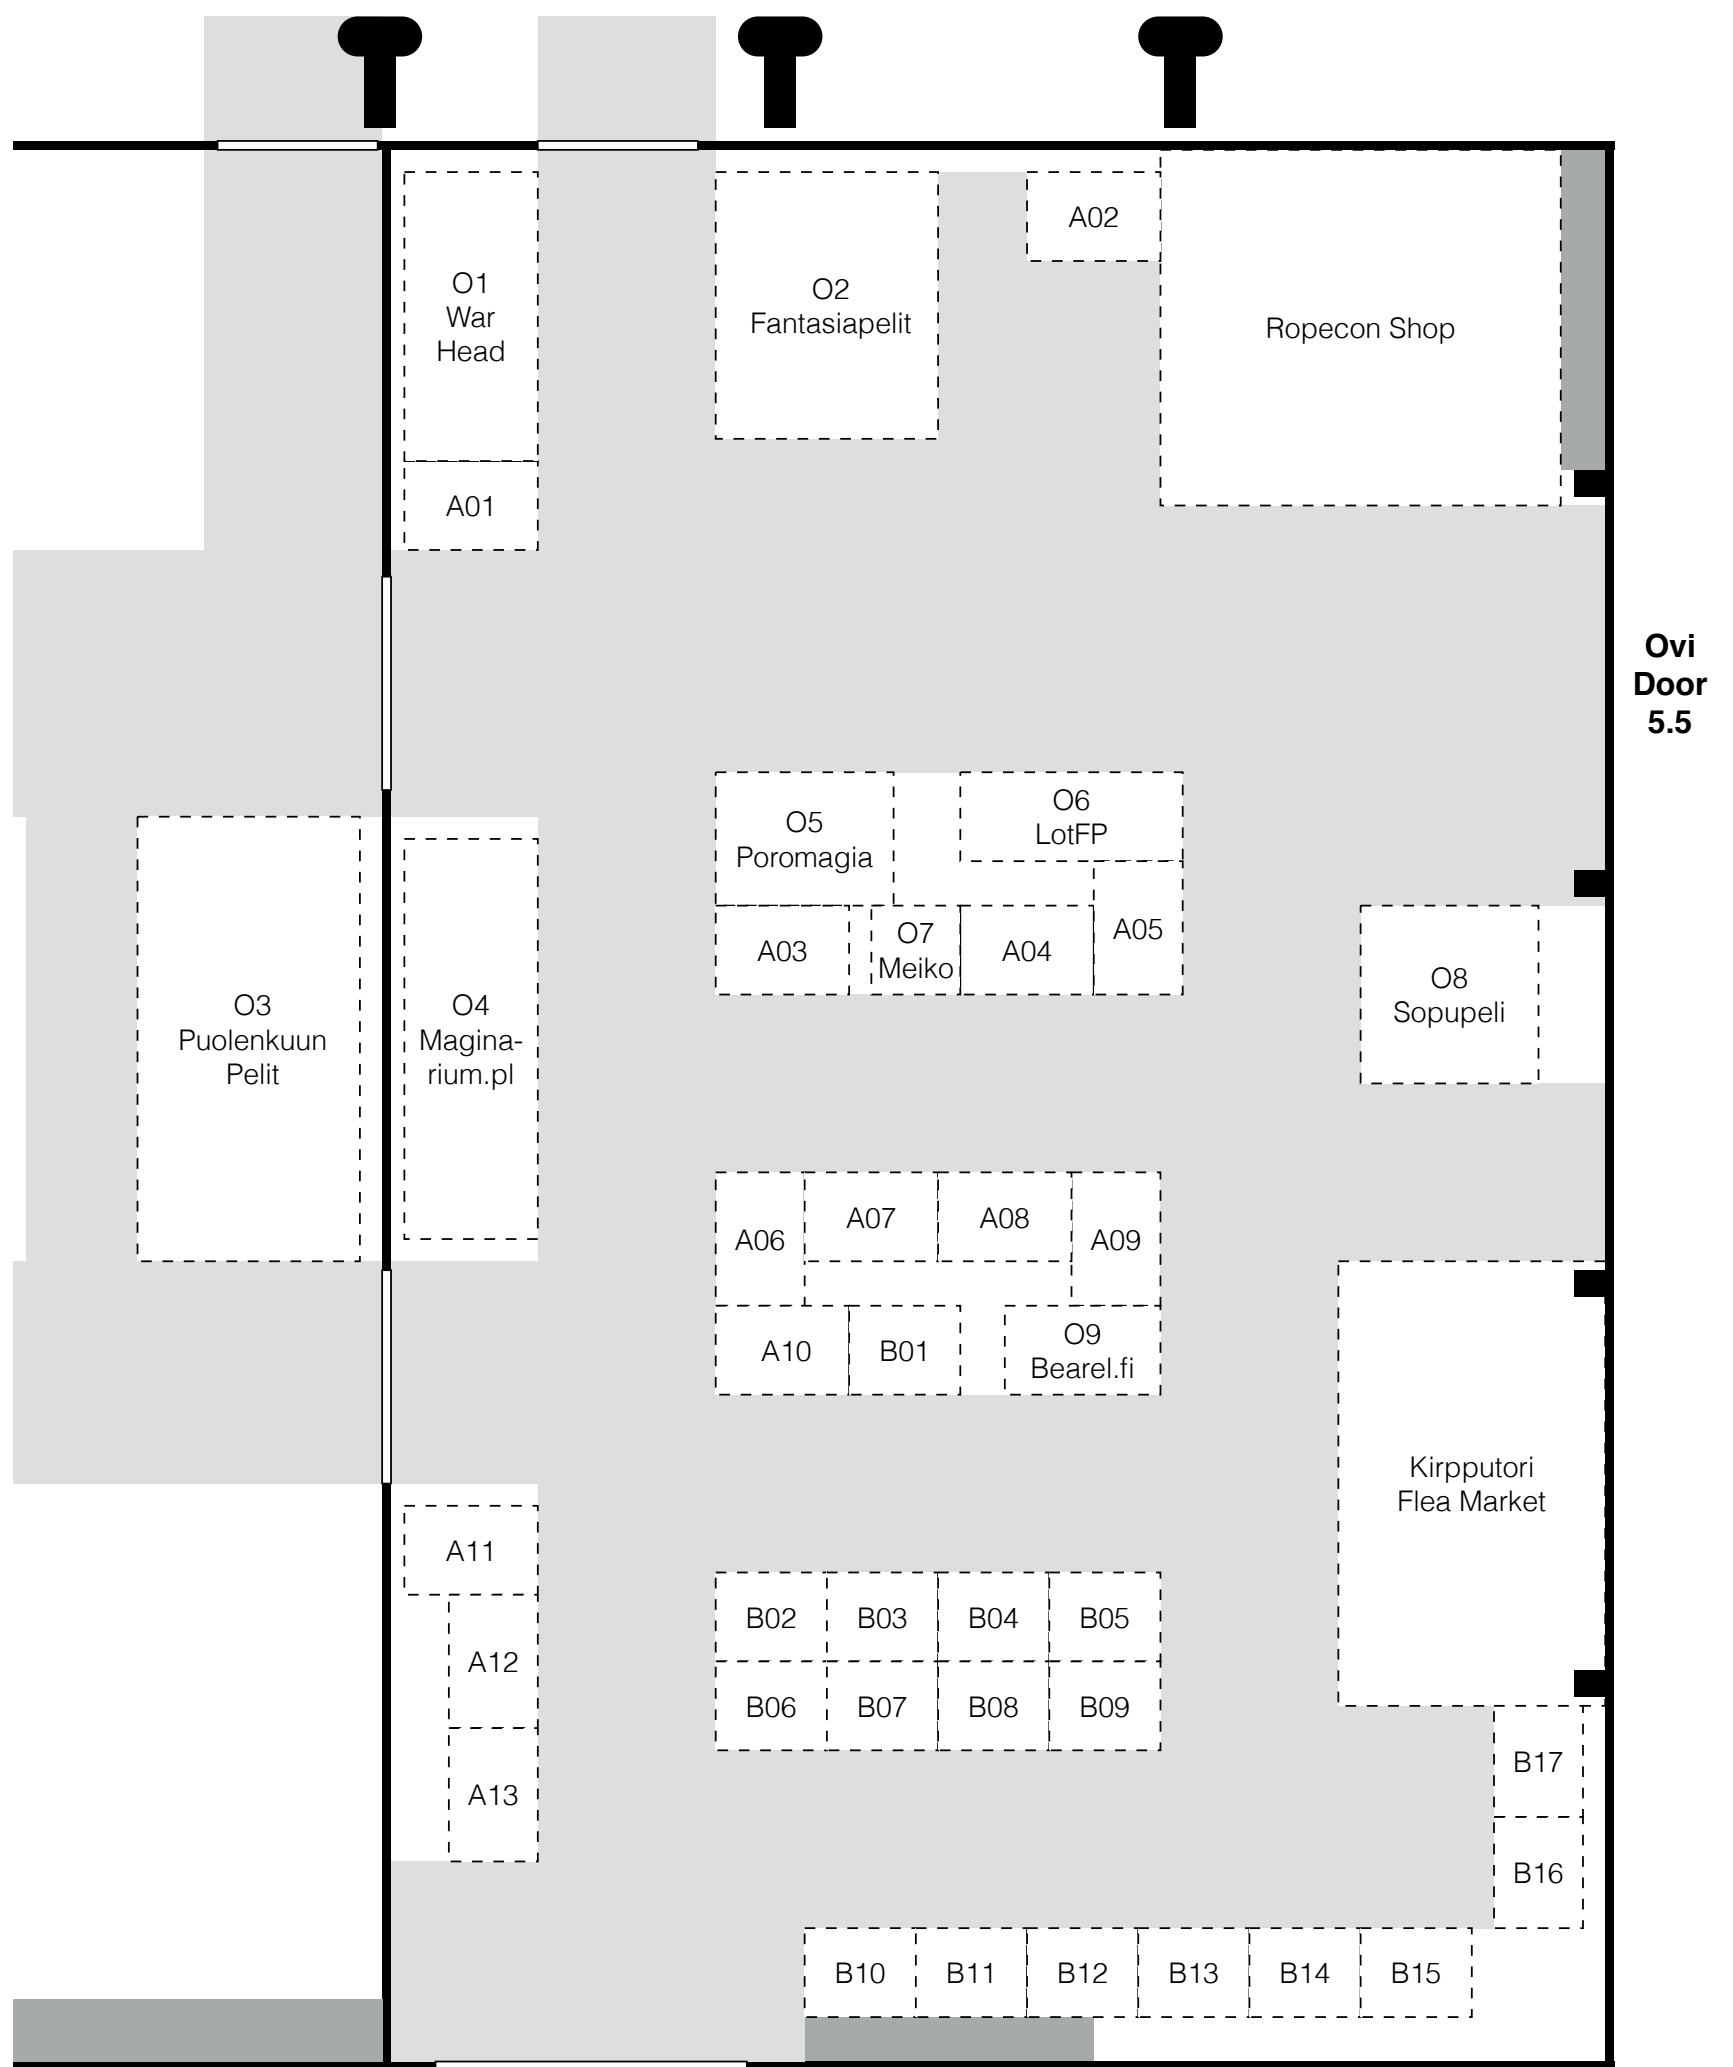 A02
O1
War
Head
O2
Fantasiapelit
Ropecon Shop
A01
Ovi
Door
5.5
O5
Poromagia
O6
LotFP
A03
O7
Meiko
A04
A05
O3
Puolenkuun
Pelit
O4
Magina-
rium.pl
O8
Sopupeli
A06
A07
A08
A09
A10
B01
O9
Bearel.fi
Kirpputori
Flea Market
A11
A12
A13
B02
B03
B04
B05
B06
B07
B08
B09
B17
B16
B10
B11
B12
B13
B14
B15